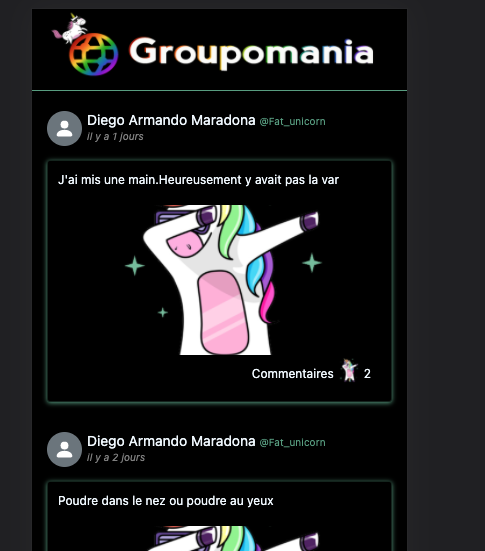 Groupomania
Diego Armando Maradona @Fat_unicorn
il y a 1 jours
J'ai mis une main.Heureusement y avait pas la var
Commentaires 2
Diego Armando Maradona @Fat_unicorn
il y a 2 jours
Poudre dans le nez ou poudre au yeux